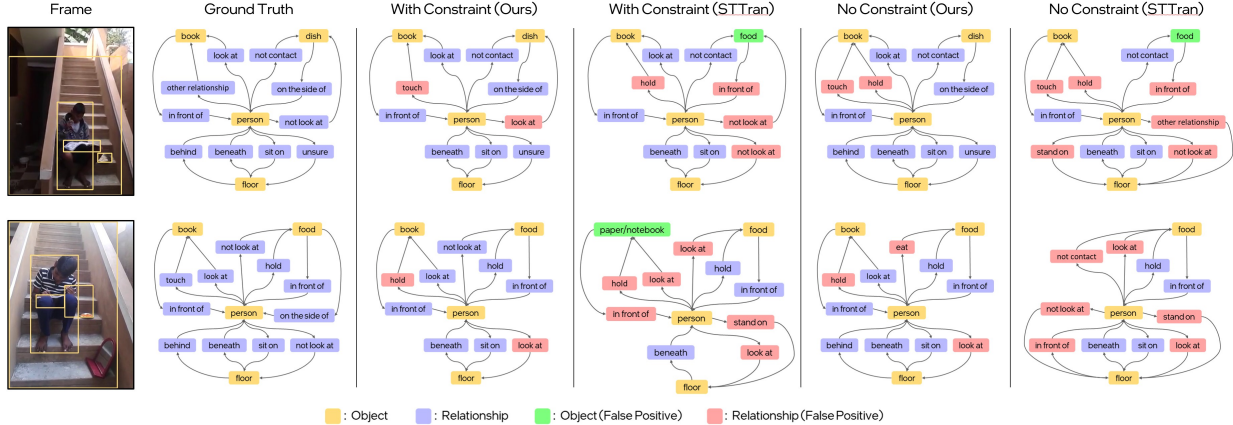 Frame
Ground Truth
With Constraint (Ours)
With Constraint (STTran)
No Constraint (Ours)
No Constraint (STTran)
book
dish
look at
not contact
other relationship
on the side of
in front of
person
not look at
behind
beneath
sit on
unsure
floor
book
dish
look at
not contact
touch
on the side of
in front of
person
look at
beneath
sit on
unsure
floor
book
food
look at
not contact
hold
in front of
in front of
person
not look at
beneath
sit on
not look at
floor
book
dish
look at
not contact
touch
hold
on the side of
in front of
person
behind
beneath
sit on
unsure
floor
book
food
not contact
touch
hold
in front of
in front of
person
other relationship
stand on
beneath
sit on
not look at
floor
book
food
not look at
hold
touch
look at
in front of
in front of
person
on the side of
behind
beneath
sit on
not look at
floor
book
food
not look at
hold
hold
look at
in front of
in front of
person
beneath
sit on
look at
floor
paper/notebook
food
look at
hold
hold
look at
in front of
in front of
person
stand on
beneath
look at
floor
book
food
eat
hold
hold
look at
in front of
in front of
person
behind
beneath
sit on
look at
floor
food
look at
not contact
hold
in front of
not look at
person
stand on
in front of
beneath
sit on
look at
floor
: Object
: Relationship
: Object (False Positive)
: Relationship (False Positive)